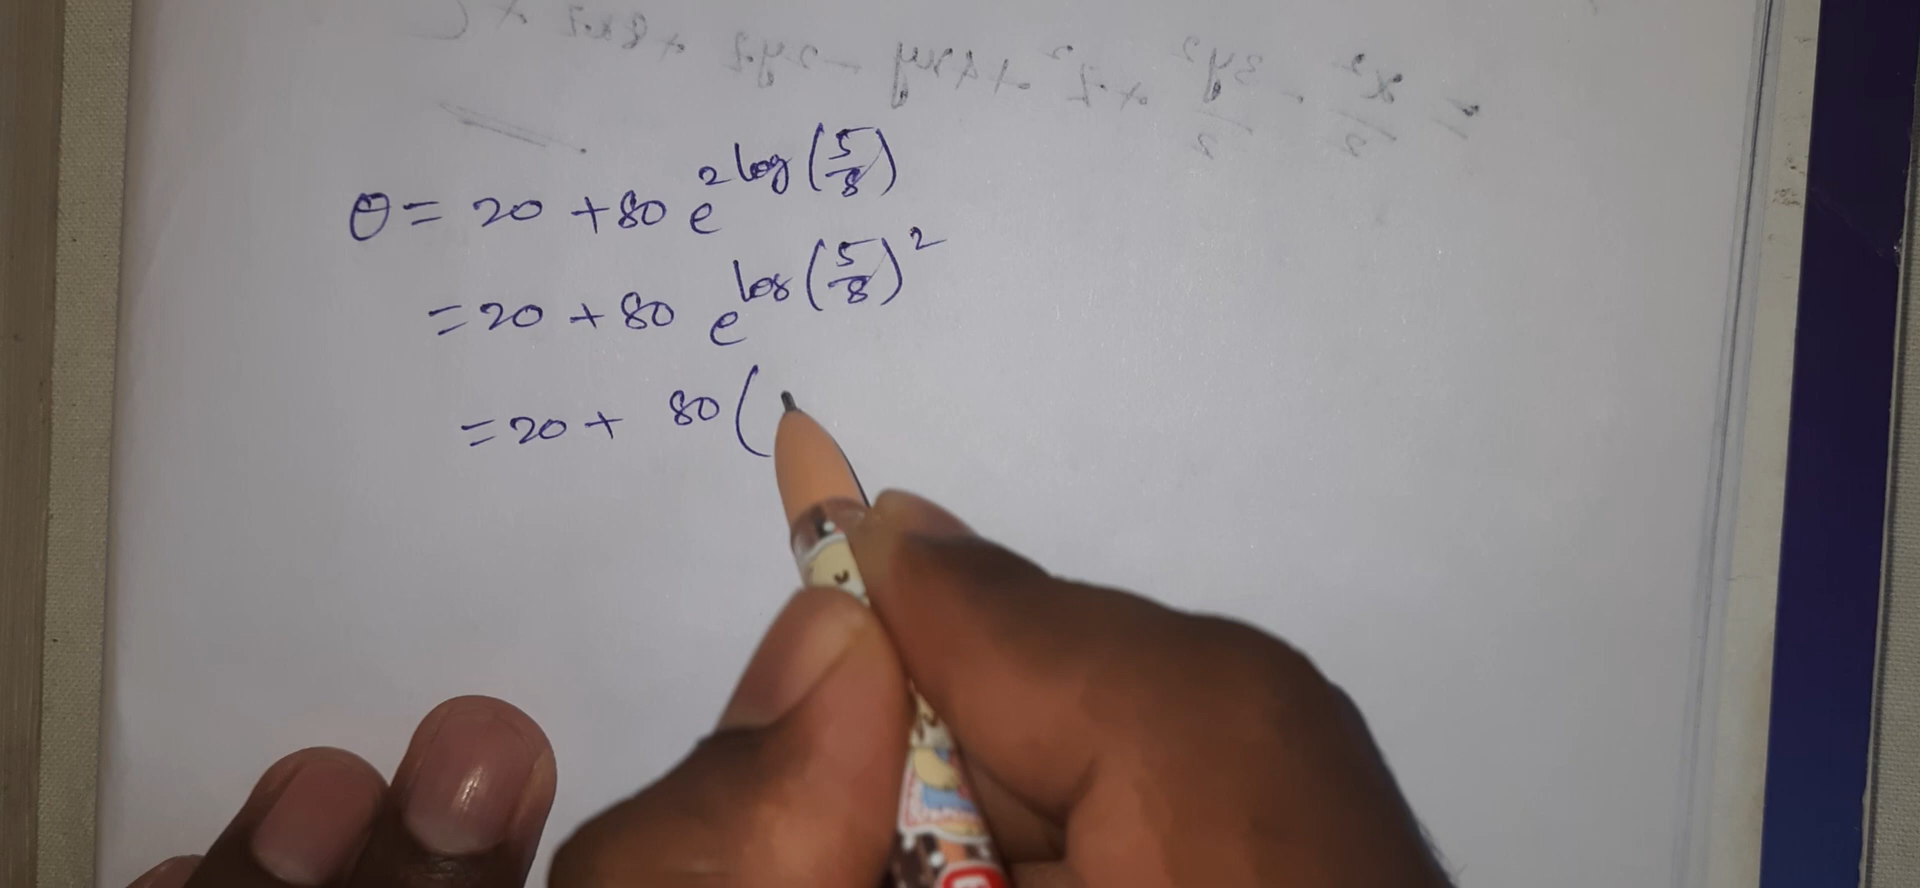 θ = 20 + 80 e^{2 log (5/8)}
= 20 + 80 e^{log (5/8)^2}
= 20 + 80 (